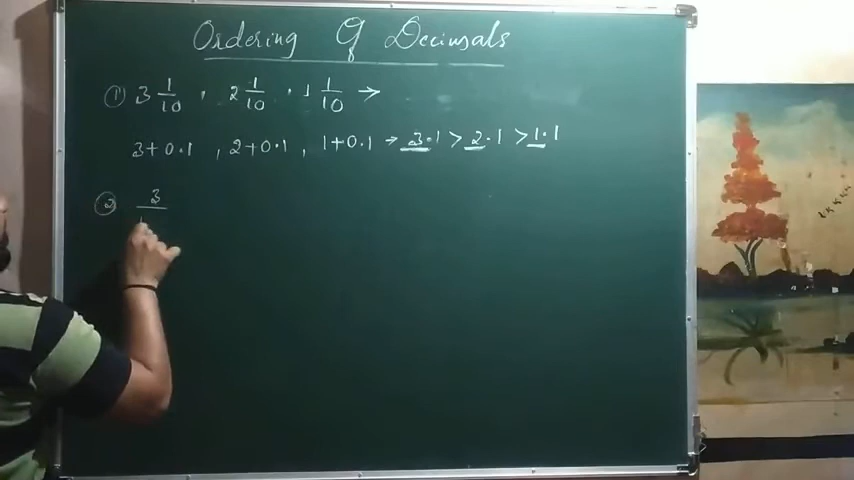 Ordering Of Decimals
① 3 1/10 , 2 1/10 , 1 1/10 →
3+0.1 , 2+0.1 , 1+0.1 → 3.1 > 2.1 > 1.1
② 3/1